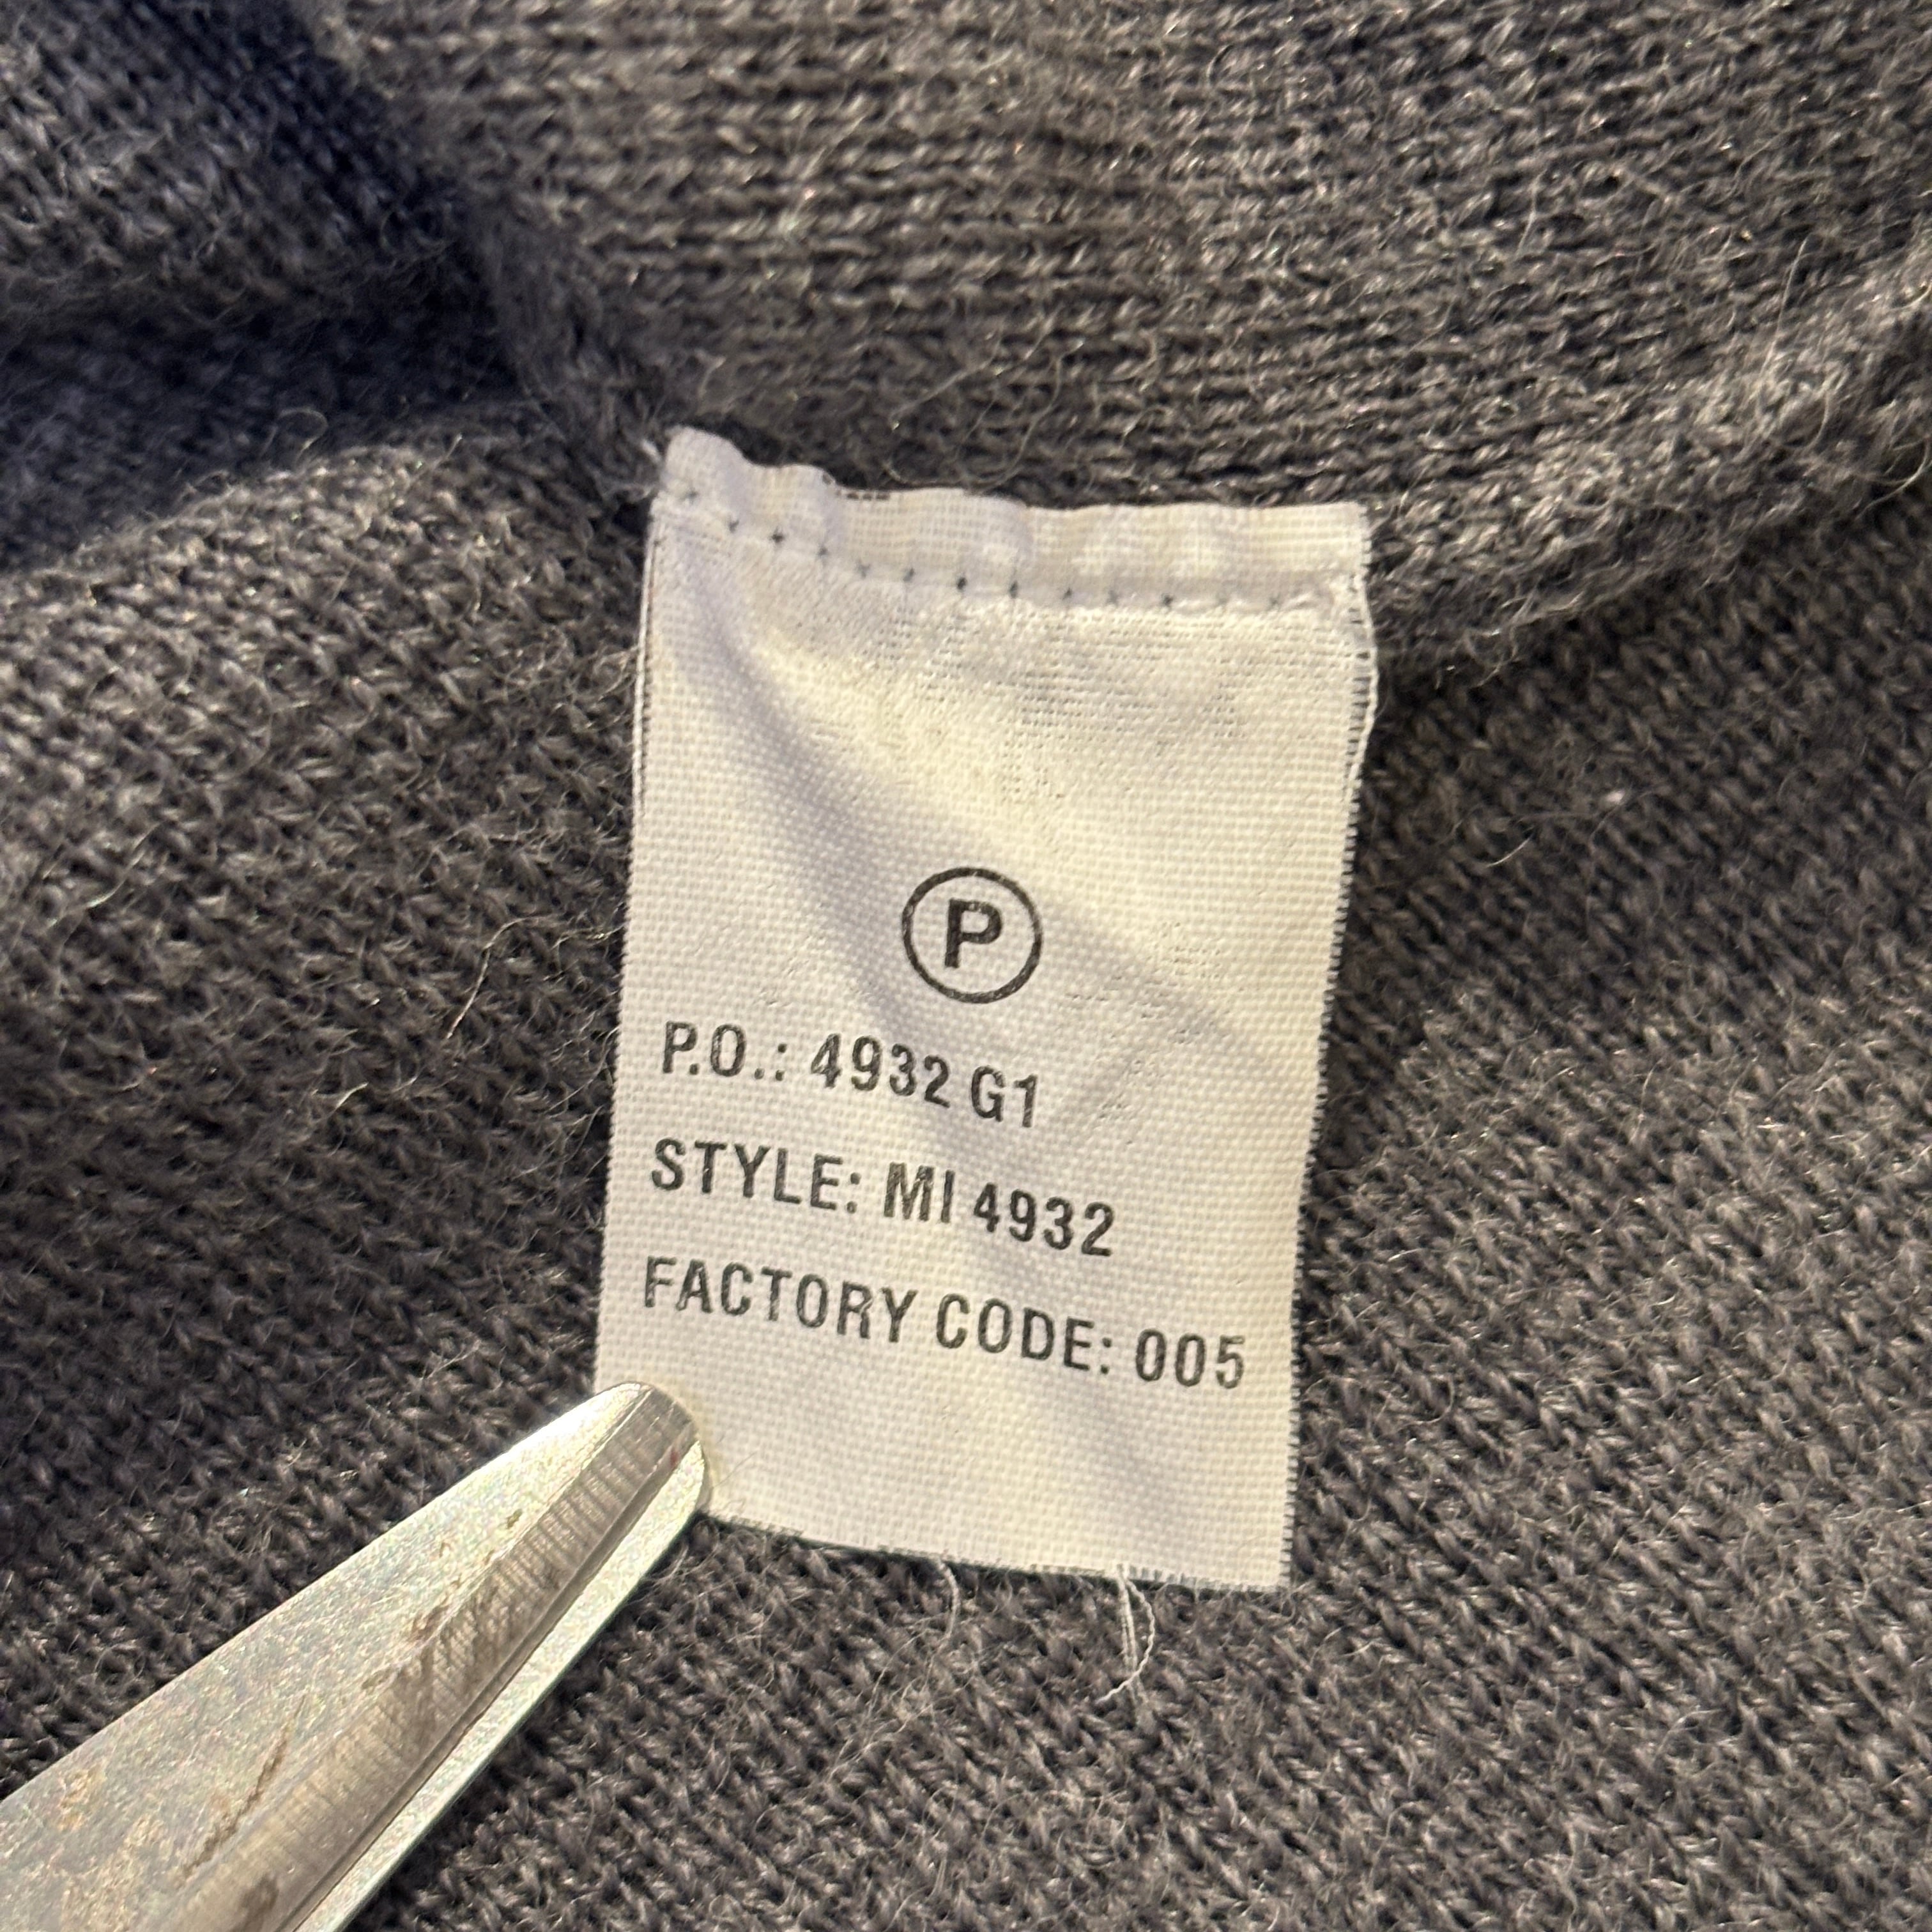 P
P.O.: 4932 G1
STYLE: MI 4932
FACTORY CODE: 005